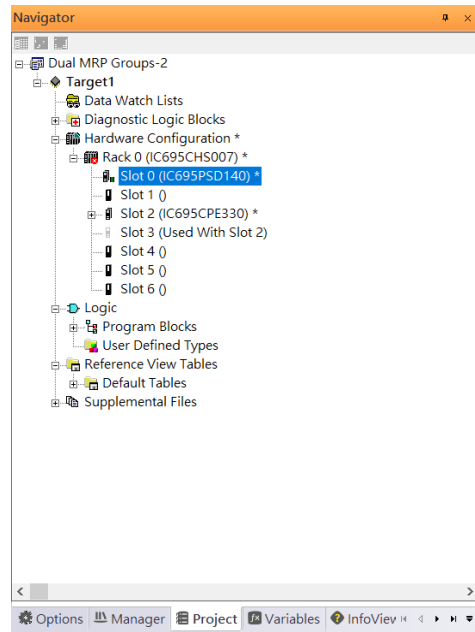 Navigator
Dual MRP Groups-2
Target1
Data Watch Lists
Diagnostic Logic Blocks
Hardware Configuration *
Rack 0 (IC695CHS007) *
Slot 0 (IC695PSD140) *
Slot 1 ()
Slot 2 (IC695CPE330) *
Slot 3 (Used With Slot 2)
Slot 4 ()
Slot 5 ()
Slot 6 ()
Logic
Program Blocks
User Defined Types
Reference View Tables
Default Tables
Supplemental Files
Options Manager Project Variables InfoView